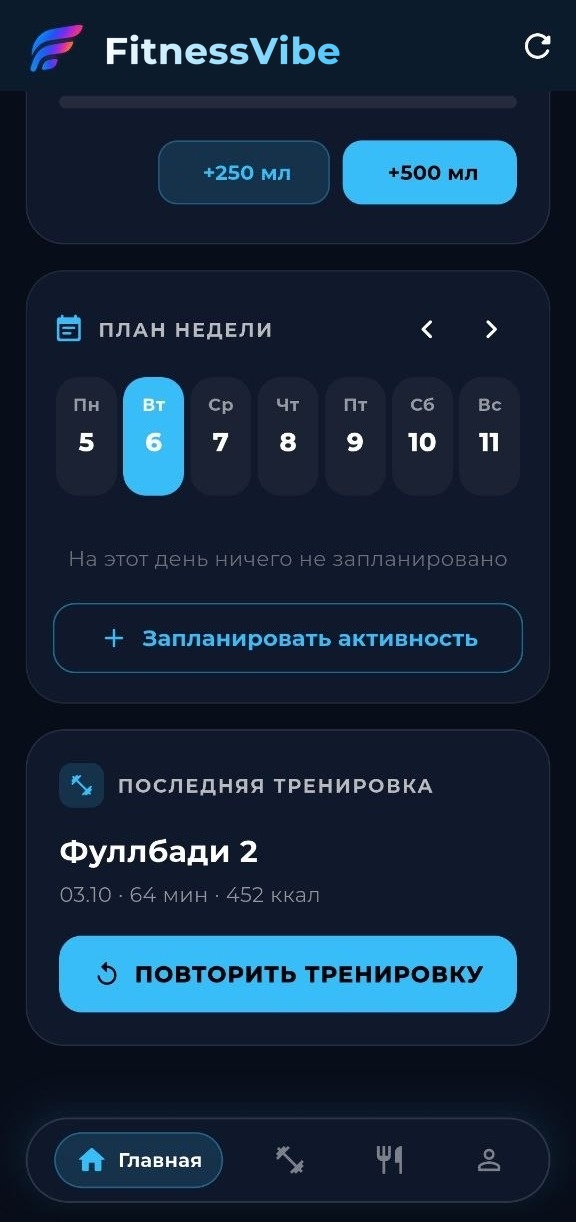 FitnessVibe
+250 мл
+500 мл
ПЛАН НЕДЕЛИ
Пн Вт Ср Чт Пт Сб Вс
5 6 7 8 9 10 11
На этот день ничего не запланировано
+ Запланировать активность
ПОСЛЕДНЯЯ ТРЕНИРОВКА
Фуллбади 2
03.10 · 64 мин · 452 ккал
ПОВТОРИТЬ ТРЕНИРОВКУ
Главная